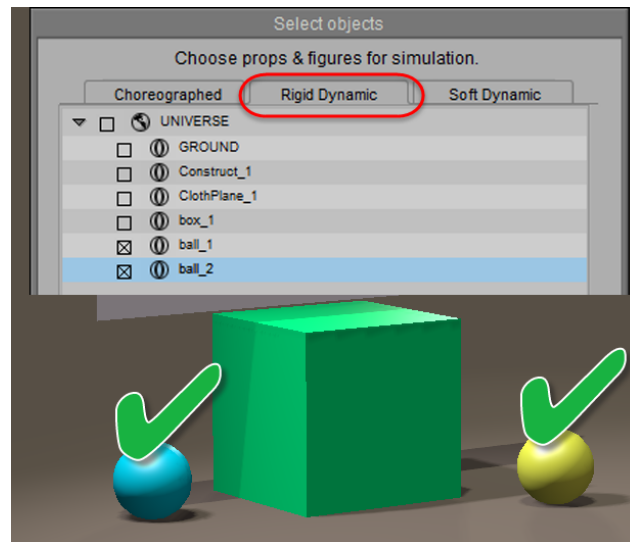 Select objects
Choose props & figures for simulation.
Choreographed Rigid Dynamic Soft Dynamic
UNIVERSE
GROUND
Construct_1
ClothPlane_1
box_1
ball_1
ball_2